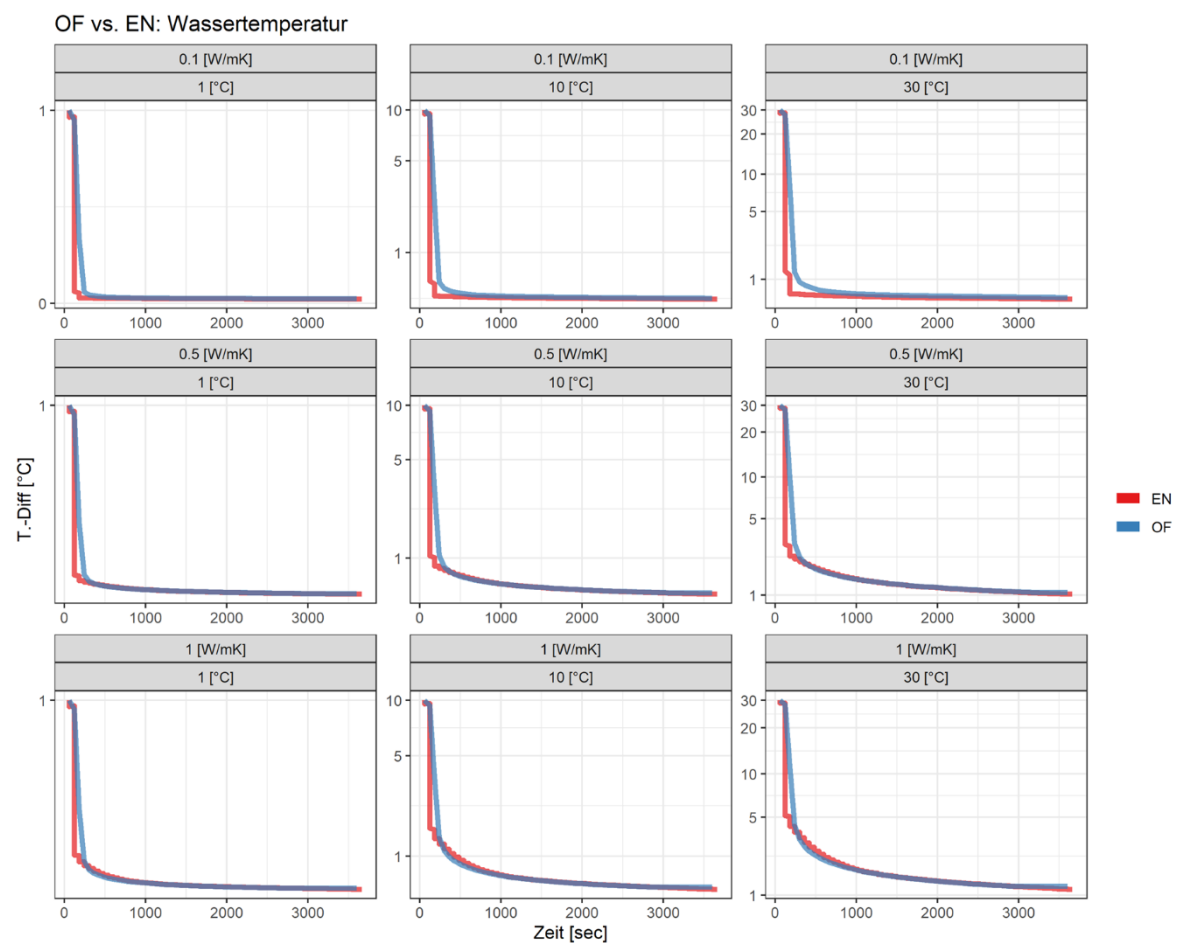 OF vs. EN: Wassertemperatur
0.1 [W/mK] 0.1 [W/mK] 0.1 [W/mK]
1 [°C] 10 [°C] 30 [°C]
1 10 30
20
5 10
5
1 1
0
0 1000 2000 3000 0 1000 2000 3000 0 1000 2000 3000
0.5 [W/mK] 0.5 [W/mK] 0.5 [W/mK]
1 [°C] 10 [°C] 30 [°C]
1 10 30
20
5 10
5
1 1
0 1000 2000 3000 0 1000 2000 3000 0 1000 2000 3000
T.-Diff [°C]
EN
OF
1 [W/mK] 1 [W/mK] 1 [W/mK]
1 [°C] 10 [°C] 30 [°C]
1 10 30
20
5 10
5
1 1
0 1000 2000 3000 0 1000 2000 3000 0 1000 2000 3000
Zeit [sec]